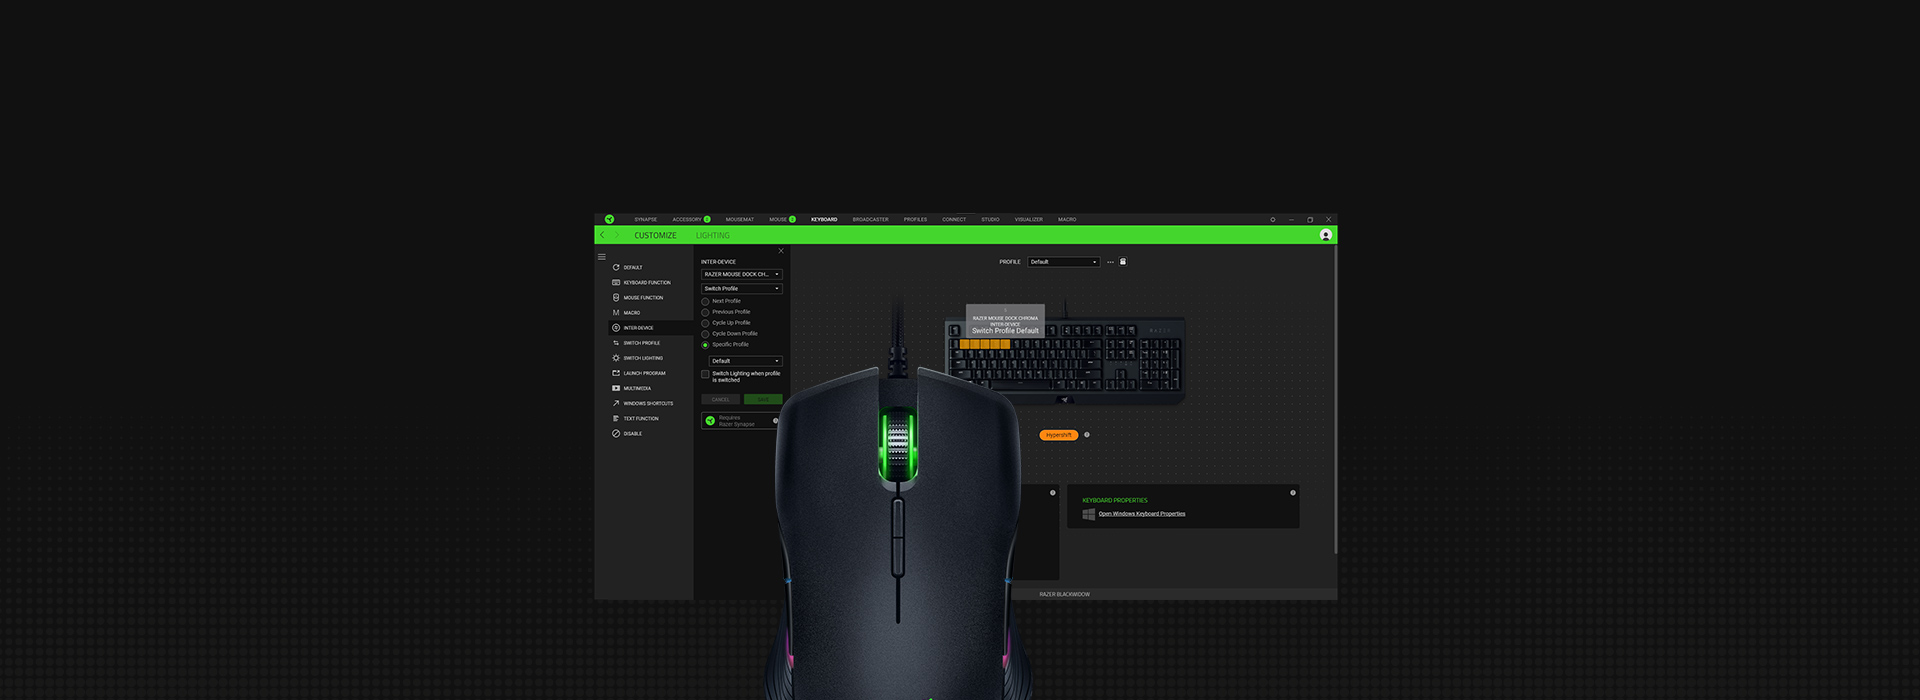 SYNAPSE ACCESSORY MOUSEMAT MOUSE KEYBOARD BROADCASTER PROFILES CONNECT STUDIO VISUALIZER MACRO
CUSTOMIZE LIGHTING
DEFAULT
KEYBOARD FUNCTION
MOUSE FUNCTION
MACRO
INTER-DEVICE
SWITCH PROFILE
SWITCH LIGHTING
LAUNCH PROGRAM
MULTIMEDIA
WINDOWS SHORTCUTS
TEXT FUNCTION
DISABLE
INTER-DEVICE
RAZER MOUSE DOCK CH...
Switch Profile
Next Profile
Previous Profile
Cycle Up Profile
Cycle Down Profile
Specific Profile
Default
Switch Lighting when profile
is switched
CANCEL SAVE
Requires
Razer Synapse
PROFILE Default
RAZER MOUSE DOCK CHROMA
INTER-DEVICE
Switch Profile Default
Hypershift
KEYBOARD PROPERTIES
Open Windows Keyboard Properties
RAZER BLACKWIDOW